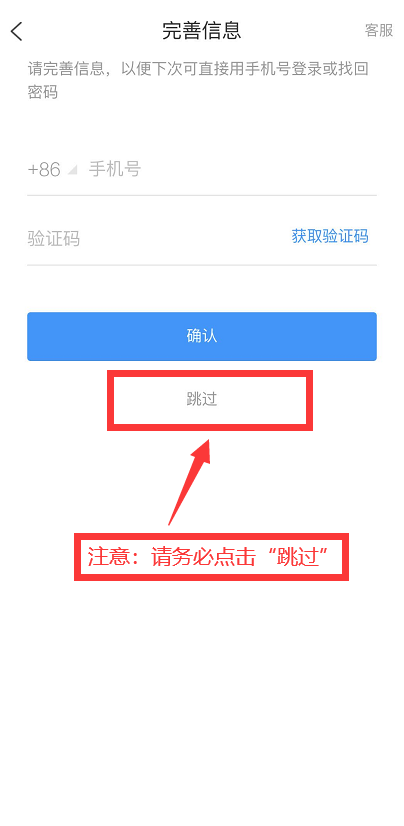 完善信息
客服
请完善信息，以便下次可直接用手机号登录或找回
密码
+86 手机号
验证码
获取验证码
确认
跳过
注意：请务必点击“跳过”